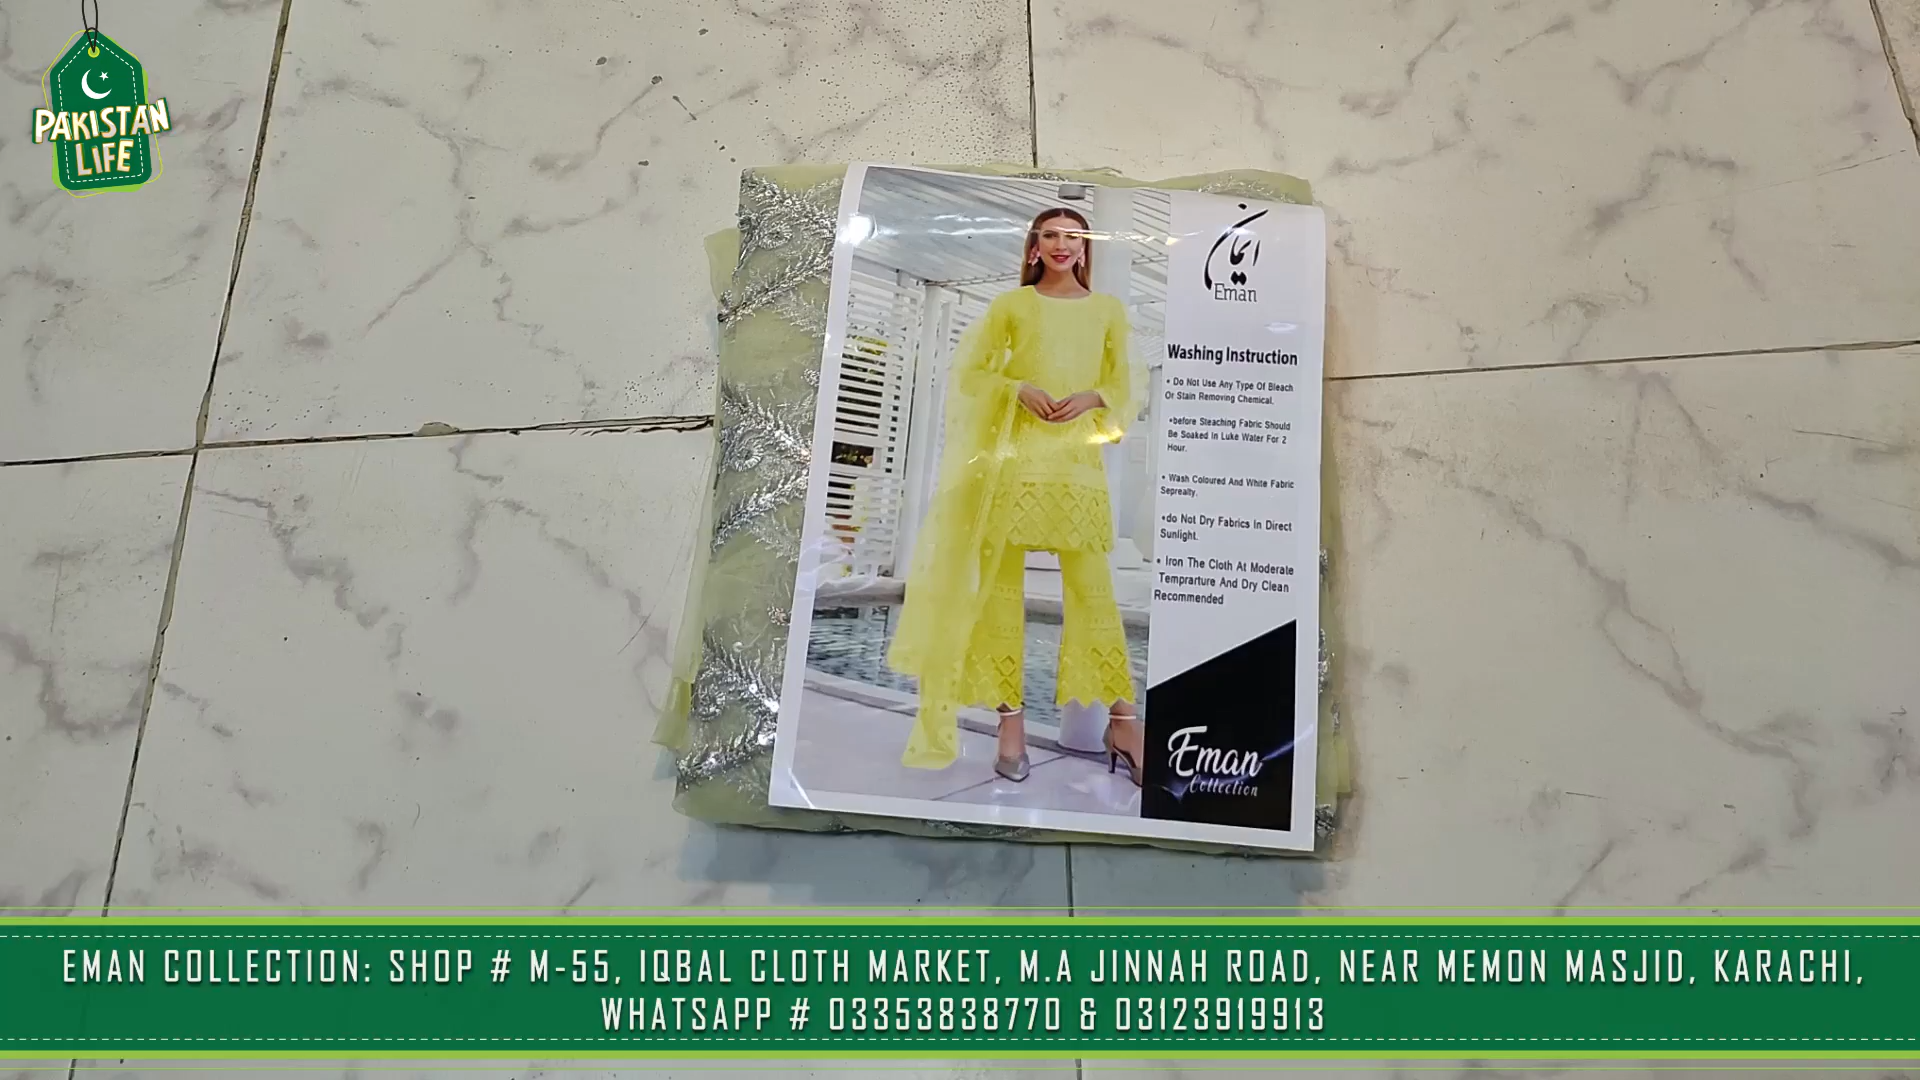 PAKISTAN
LIFE
ایمان
Eman
Washing Instruction
• Do Not Use Any Type Of Bleach
Or Stain Removing Chemical.
•before Steaching Fabric Should
Be Soaked In Luke Water For 2
Hour.
• Wash Coloured And White Fabric
Seprealty.
•do Not Dry Fabrics In Direct
Sunlight.
• Iron The Cloth At Moderate
Temprarture And Dry Clean
Recommended
Eman
Collection
EMAN COLLECTION: SHOP # M-55, IQBAL CLOTH MARKET, M.A JINNAH ROAD, NEAR MEMON MASJID, KARACHI,
WHATSAPP # 03353838770 & 03123919913